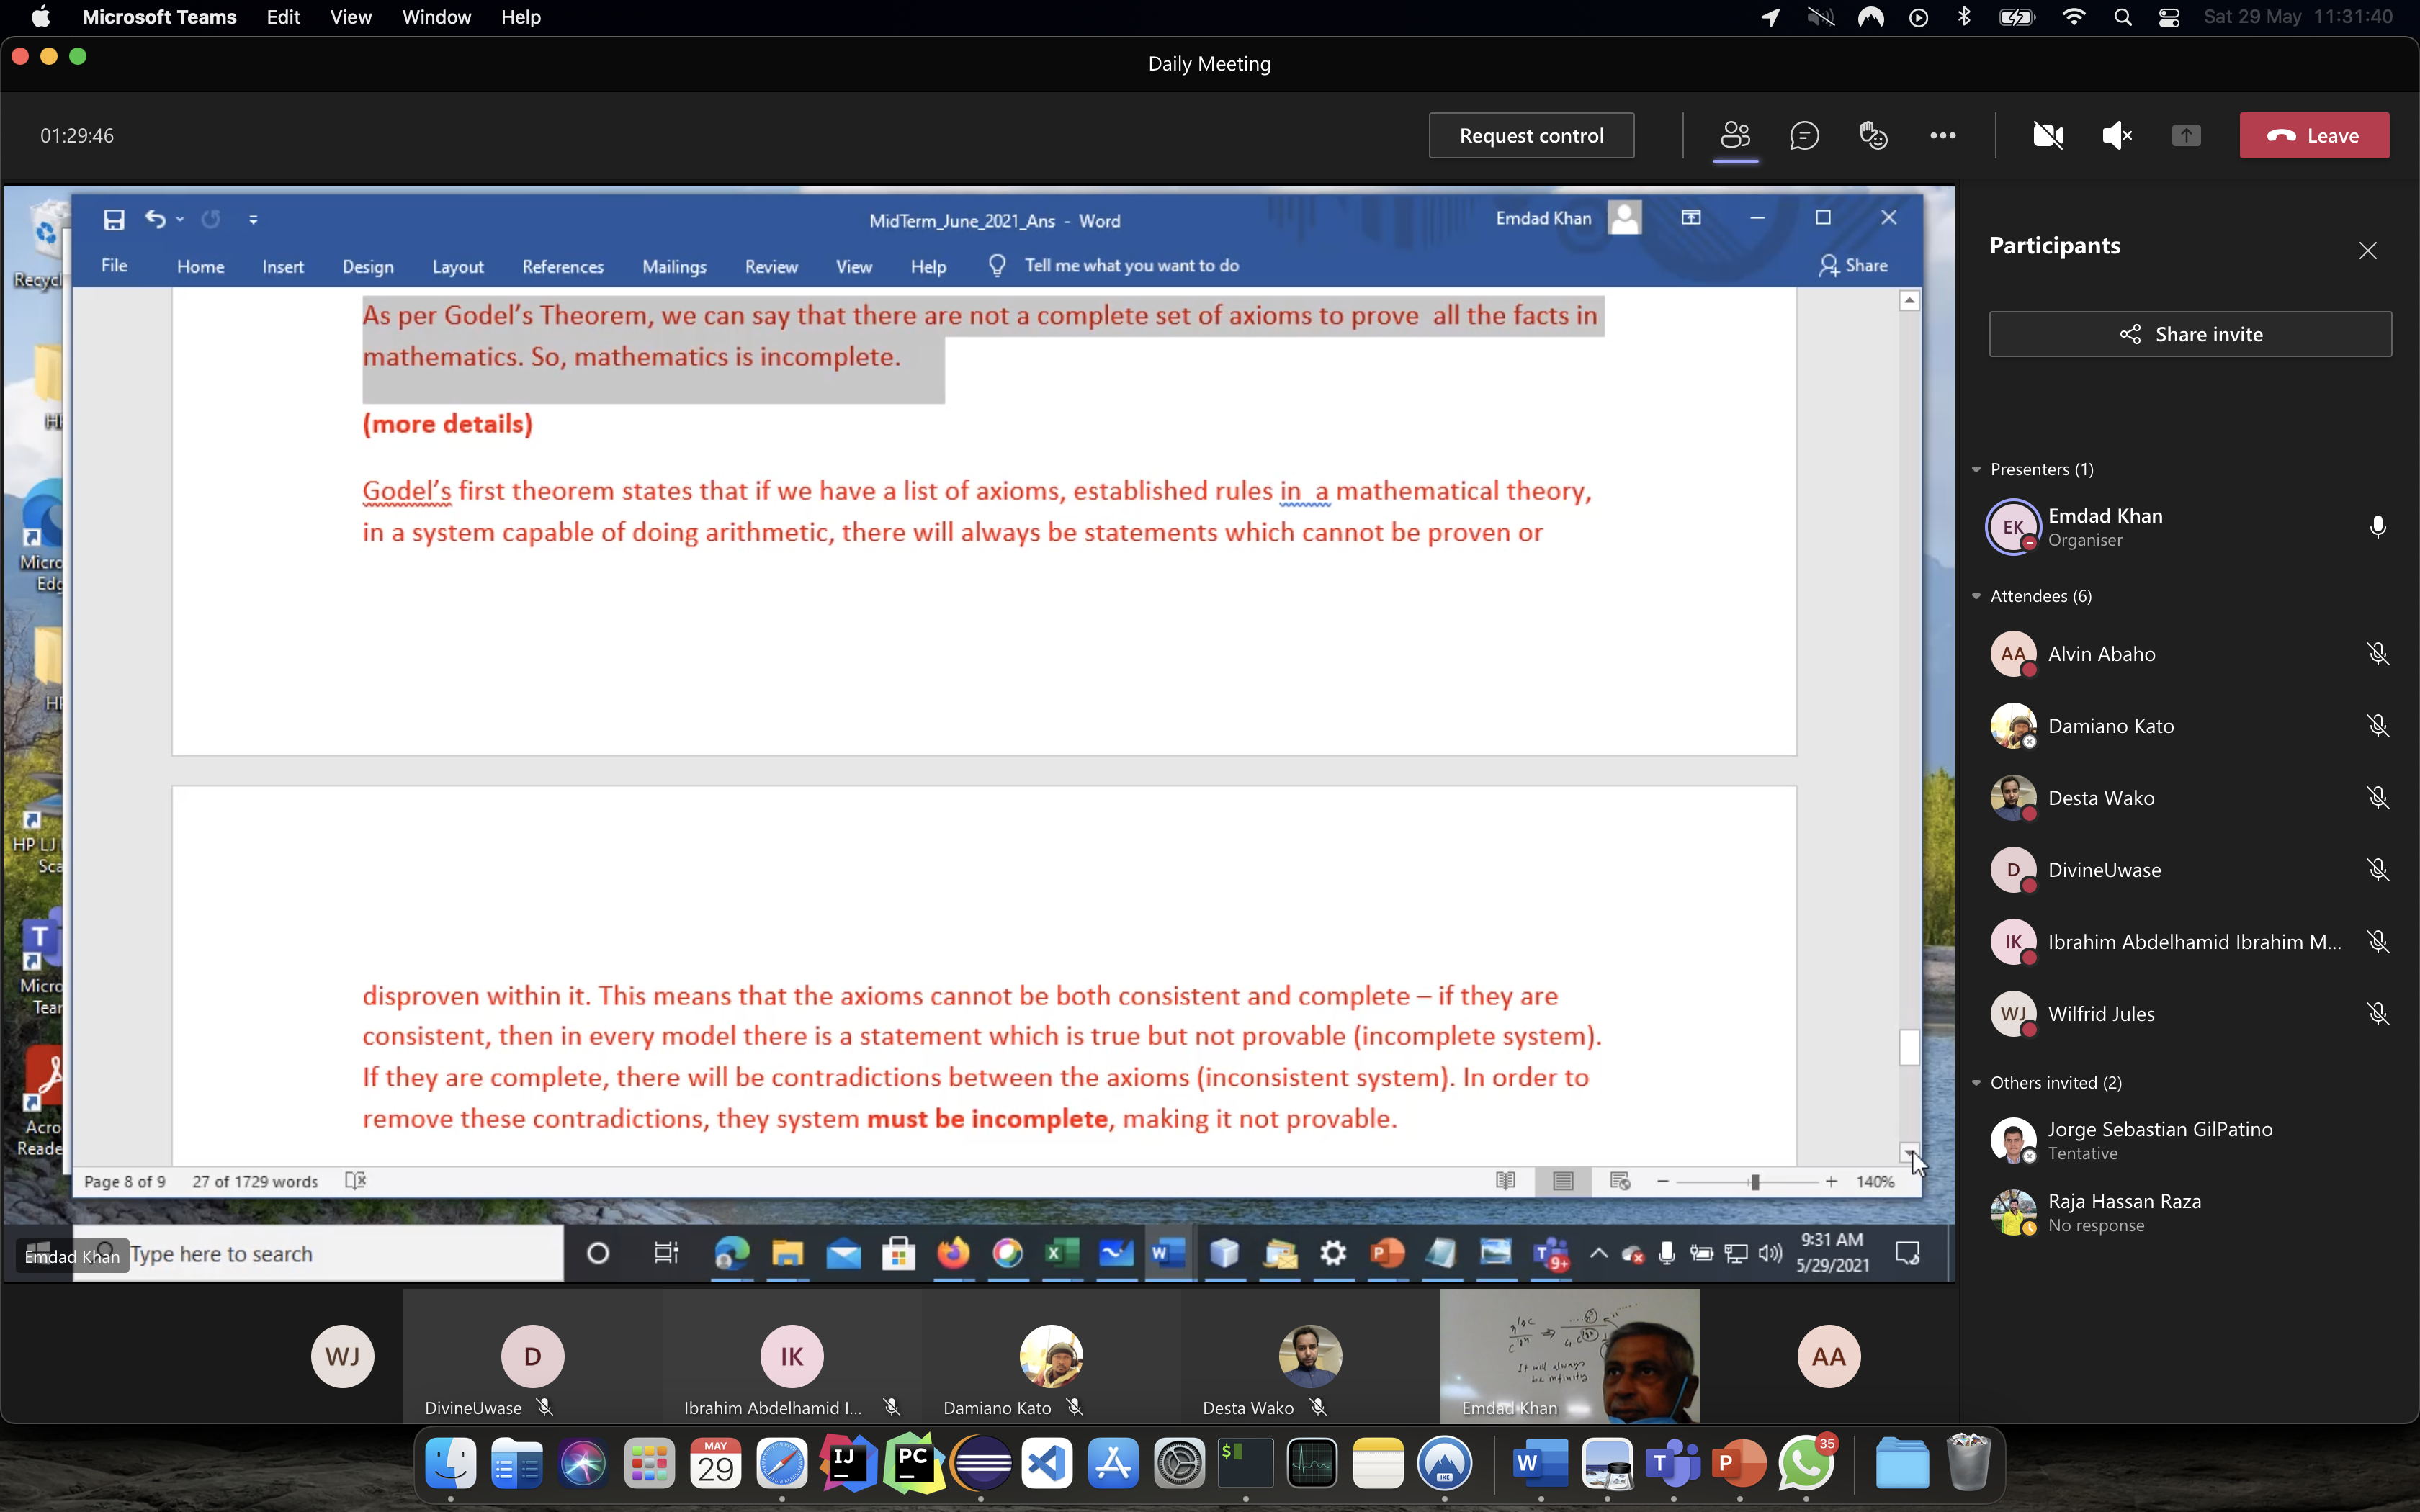 Microsoft Teams Edit View Window Help Sat 29 May 11:31:40
Daily Meeting
01:29:46 Request control Leave
MidTerm_June_2021_Ans - Word Emdad Khan
File Home Insert Design Layout References Mailings Review View Help Tell me what you want to do Share
As per Godel's Theorem, we can say that there are not a complete set of axioms to prove all the facts in
mathematics. So, mathematics is incomplete.
(more details)
Godel's first theorem states that if we have a list of axioms, established rules in a mathematical theory,
in a system capable of doing arithmetic, there will always be statements which cannot be proven or
disproven within it. This means that the axioms cannot be both consistent and complete – if they are
consistent, then in every model there is a statement which is true but not provable (incomplete system).
If they are complete, there will be contradictions between the axioms (inconsistent system). In order to
remove these contradictions, they system must be incomplete, making it not provable.
Page 8 of 9 27 of 1729 words 140%
Recycl
H
Micro
Edg
H
HP LJ
Sca
T
Micro
Tear
Acro
Reade
Emdad Khan Type here to search
9+
9:31 AM
5/29/2021
Participants
Share invite
Presenters (1)
EK Emdad Khan
Organiser
Attendees (6)
AA Alvin Abaho
Damiano Kato
Desta Wako
D DivineUwase
IK Ibrahim Abdelhamid Ibrahim M...
WJ Wilfrid Jules
Others invited (2)
Jorge Sebastian GilPatino
Tentative
Raja Hassan Raza
No response
WJ D IK AA
It will always
be infinity
DivineUwase Ibrahim Abdelhamid I... Damiano Kato Desta Wako Emdad Khan
MAY
29
IJ
PC
$
IKE
W
T
P
35